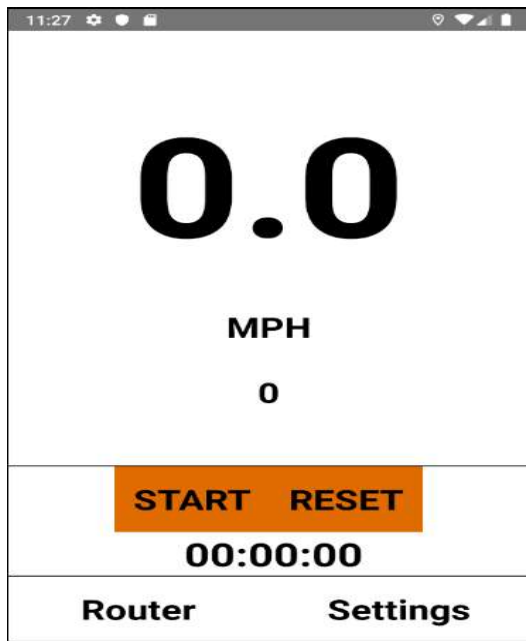 11:27
0.0
MPH
0
START RESET
00:00:00
Router Settings